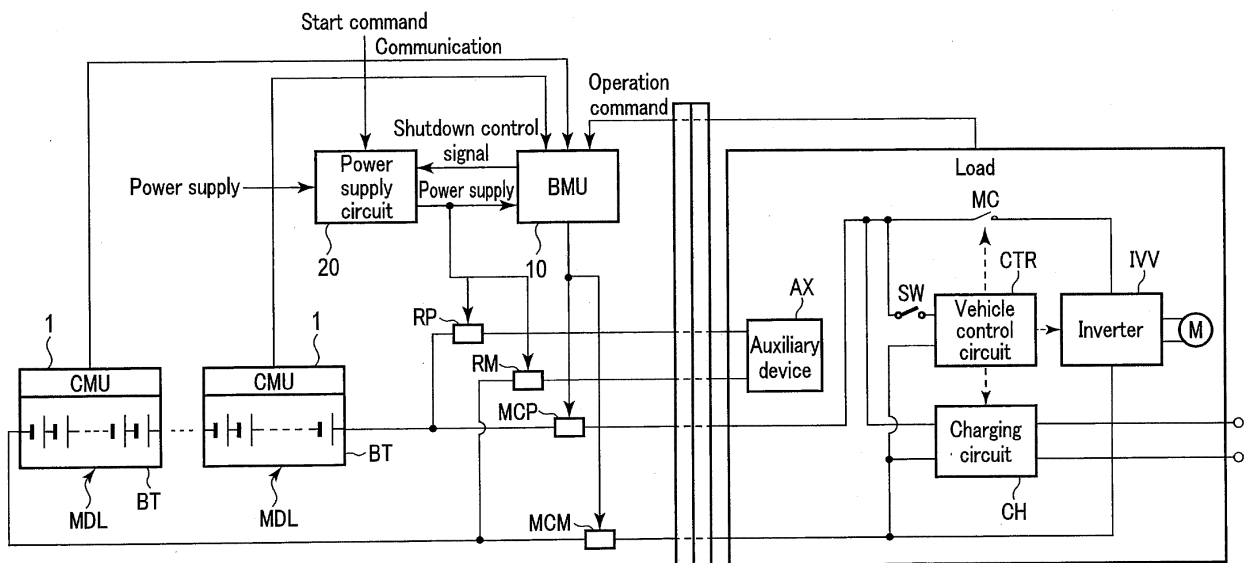 Start command
Communication
Operation
command
Shutdown control
signal
Power
supply
circuit
Power supply
Power supply
BMU
20
10
Load
MC
CTR
IVV
SW
Vehicle
control
circuit
Inverter
M
AX
Auxiliary
device
RP
RM
MCP
MCM
1
CMU
1
CMU
BT
MDL
BT
MDL
Charging
circuit
CH